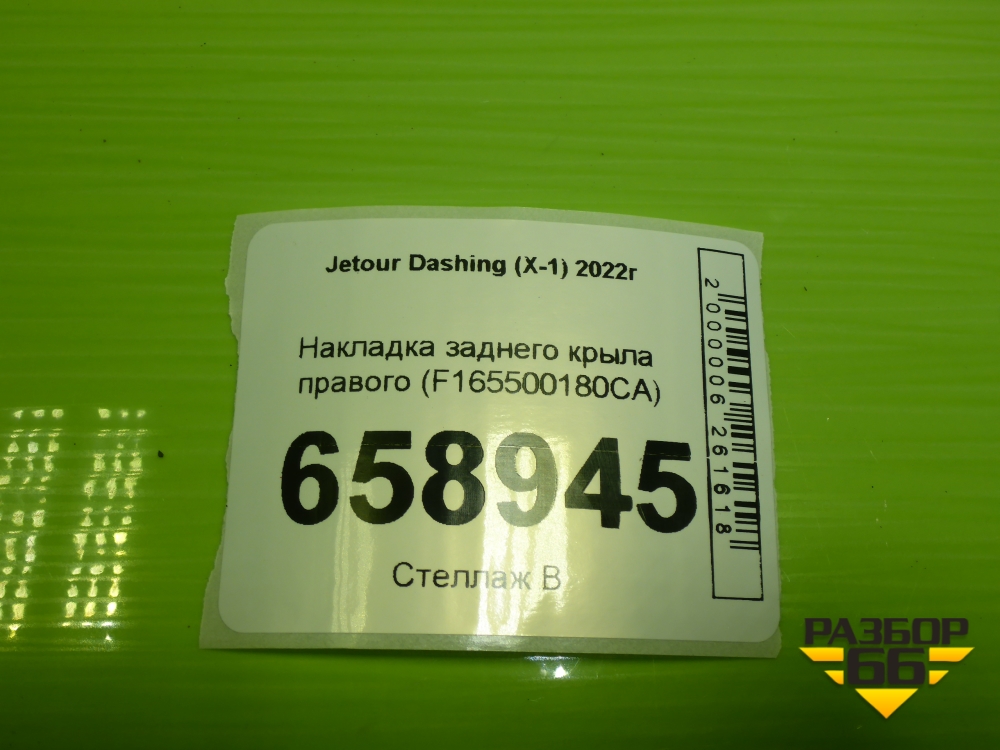 Jetour Dashing (X-1) 2022г
Накладка заднего крыла
правого (F165500180CA)
658945
Стеллаж В
2000006261618
РАЗБОР
66